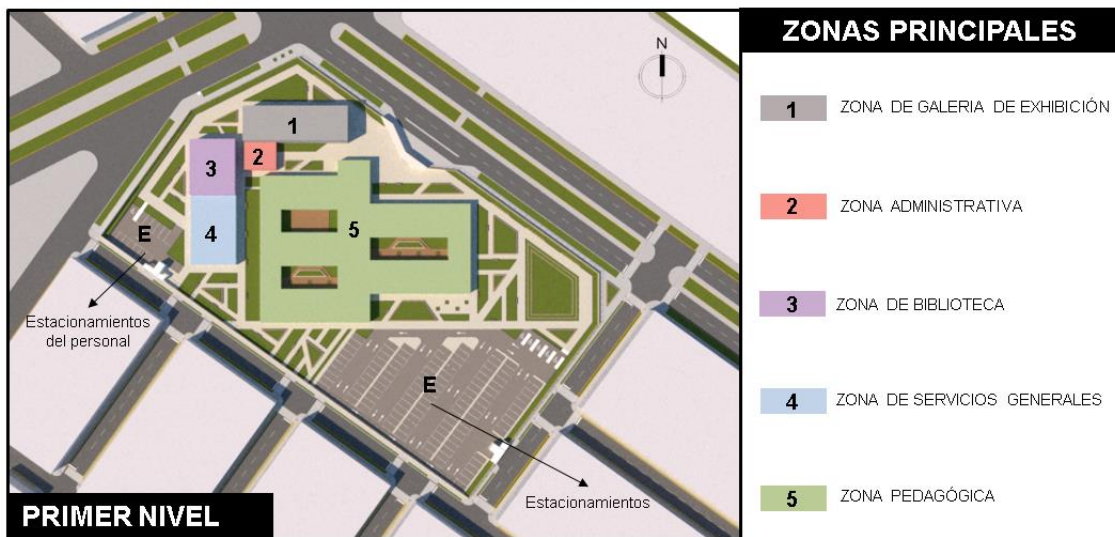 N
1
2
3
4
5
E
Estacionamientos
del personal
E
Estacionamientos
PRIMER NIVEL
ZONAS PRINCIPALES
1 ZONA DE GALERIA DE EXHIBICIÓN
2 ZONA ADMINISTRATIVA
3 ZONA DE BIBLIOTECA
4 ZONA DE SERVICIOS GENERALES
5 ZONA PEDAGÓGICA